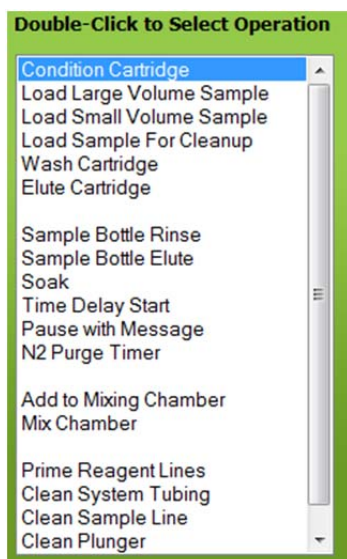 Double-Click to Select Operation
Condition Cartridge
Load Large Volume Sample
Load Small Volume Sample
Load Sample For Cleanup
Wash Cartridge
Elute Cartridge
Sample Bottle Rinse
Sample Bottle Elute
Soak
Time Delay Start
Pause with Message
N2 Purge Timer
Add to Mixing Chamber
Mix Chamber
Prime Reagent Lines
Clean System Tubing
Clean Sample Line
Clean Plunger